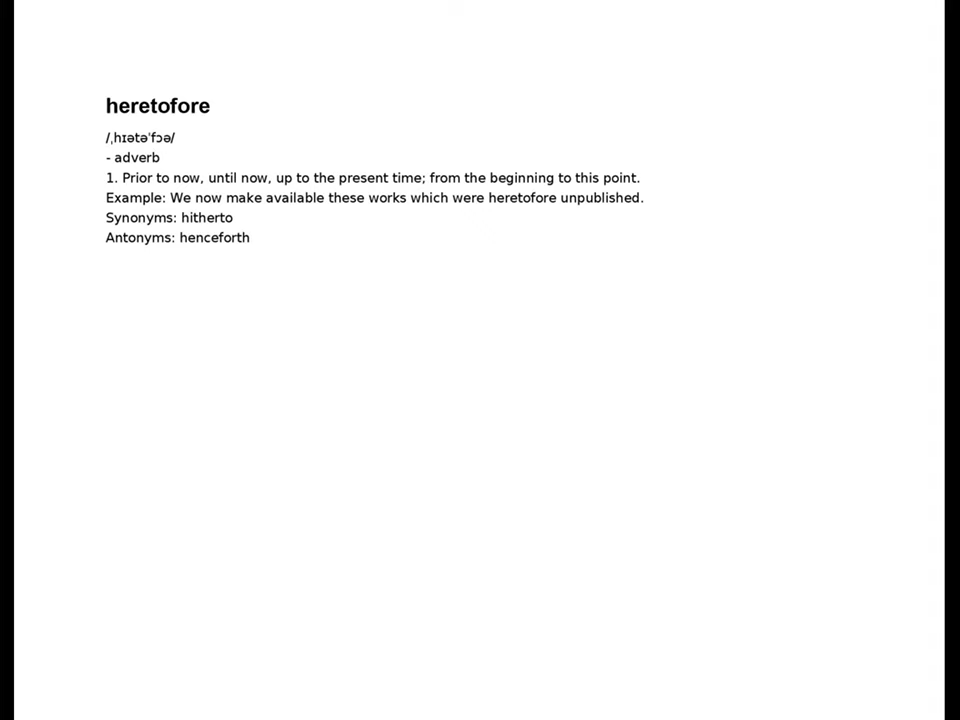 heretofore
/ˌhɪətəˈfɔə/
- adverb
1. Prior to now, until now, up to the present time; from the beginning to this point.
Example: We now make available these works which were heretofore unpublished.
Synonyms: hitherto
Antonyms: henceforth